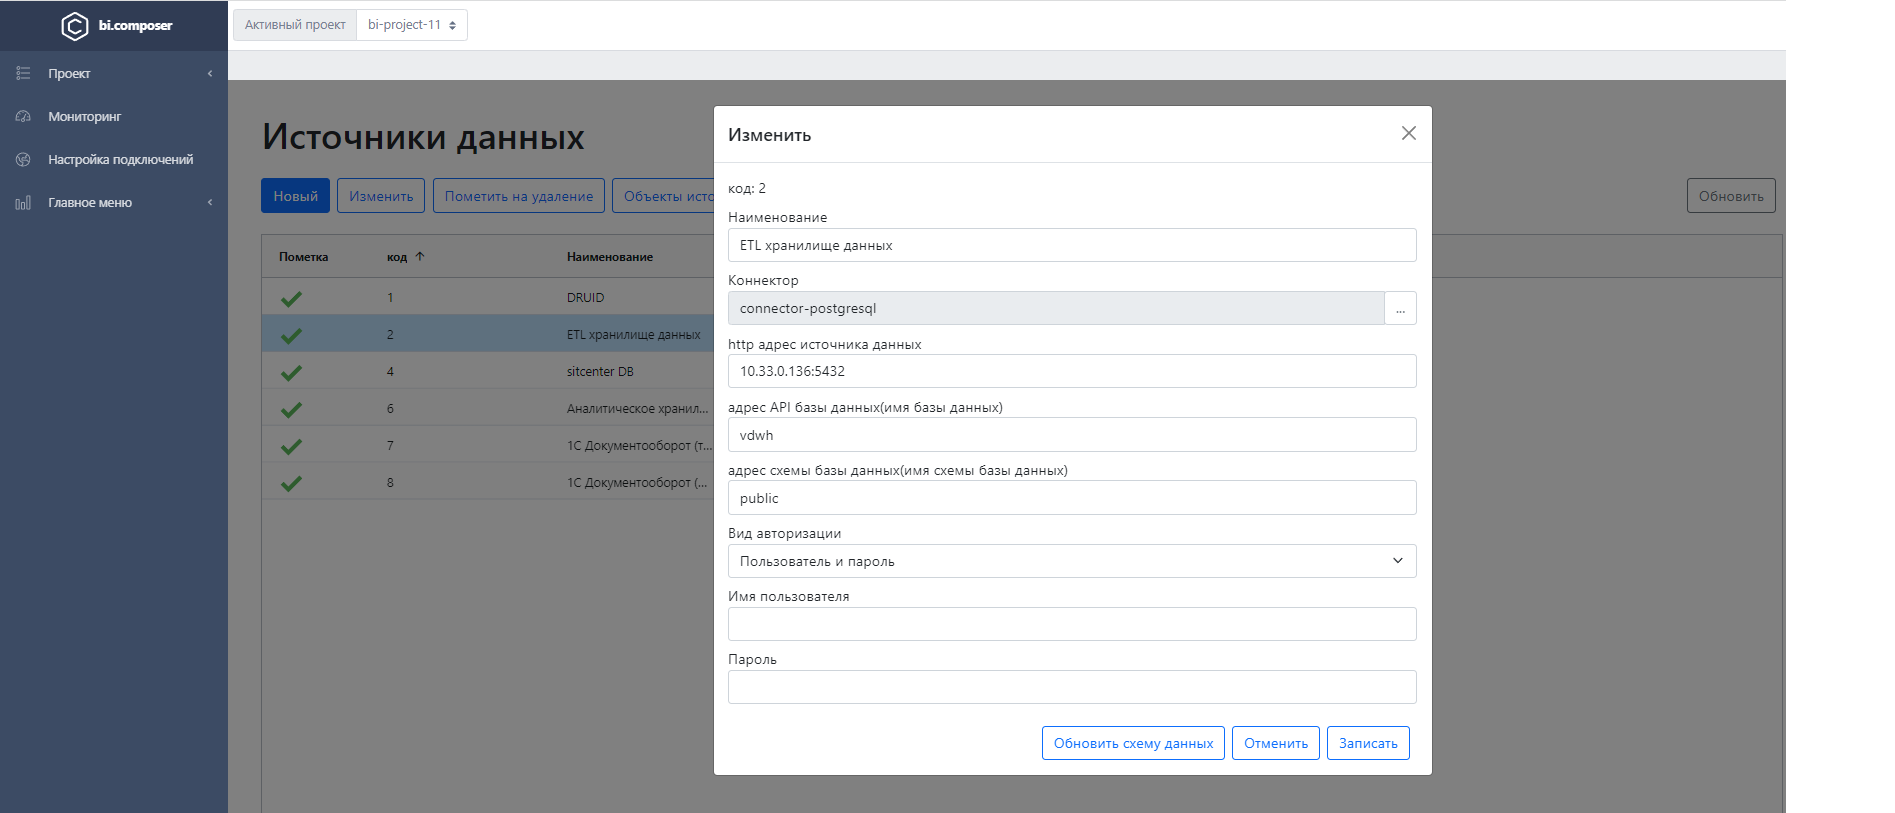 bi.composer
Активный проект
bi-project-11
Проект
Мониторинг
Настройка подключений
Главное меню
Источники данных
Новый
Изменить
Пометить на удаление
Объекты исто
Обновить
Пометка код Наименование
1 DRUID
2 ETL хранилище данных
4 sitcenter DB
6 Аналитическое хранил...
7 1С Документооборот (т...
8 1С Документооборот (...
Изменить
код: 2
Наименование
ETL хранилище данных
Коннектор
connector-postgresql
...
http адрес источника данных
10.33.0.136:5432
адрес API базы данных(имя базы данных)
vdwh
адрес схемы базы данных(имя схемы базы данных)
public
Вид авторизации
Пользователь и пароль
Имя пользователя
Пароль
Обновить схему данных
Отменить
Записать